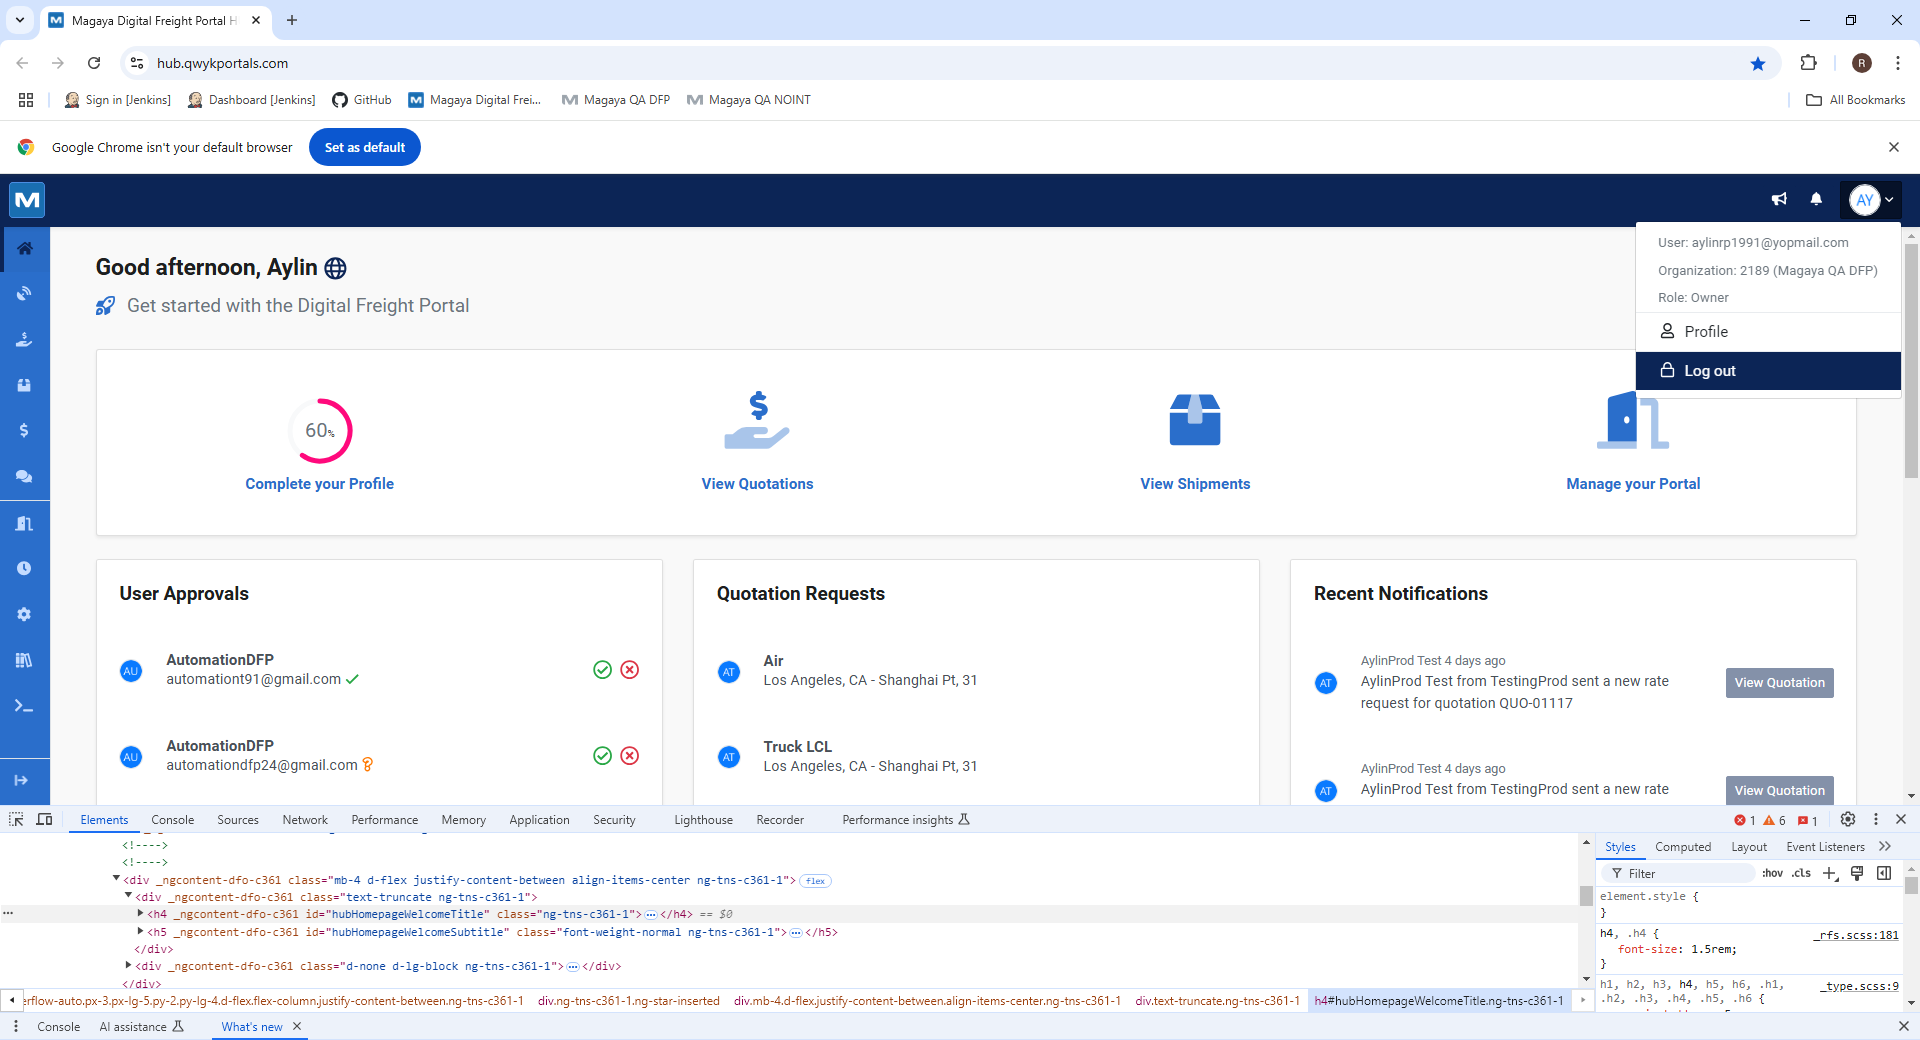 Magaya Digital Freight Portal H
hub.qwykportals.com
R
Sign in [Jenkins]
Dashboard [Jenkins]
GitHub
Magaya Digital Frei...
Magaya QA DFP
Magaya QA NOINT
All Bookmarks
Google Chrome isn't your default browser
Set as default
M
AY
User: aylinrp1991@yopmail.com
Organization: 2189 (Magaya QA DFP)
Role: Owner
Profile
Log out
Good afternoon, Aylin
Get started with the Digital Freight Portal
60%
Complete your Profile
View Quotations
View Shipments
Manage your Portal
User Approvals
AU
AutomationDFP
automationt91@gmail.com
AU
AutomationDFP
automationdfp24@gmail.com
Quotation Requests
AT
Air
Los Angeles, CA - Shanghai Pt, 31
AT
Truck LCL
Los Angeles, CA - Shanghai Pt, 31
Recent Notifications
AT
AylinProd Test 4 days ago
AylinProd Test from TestingProd sent a new rate
request for quotation QUO-01117
View Quotation
AT
AylinProd Test 4 days ago
AylinProd Test from TestingProd sent a new rate
View Quotation
Elements
Console
Sources
Network
Performance
Memory
Application
Security
Lighthouse
Recorder
Performance insights
1
6
1
<!---->
<!---->
<div _ngcontent-dfo-c361 class="mb-4 d-flex justify-content-between align-items-center ng-tns-c361-1"> flex
<div _ngcontent-dfo-c361 class="text-truncate ng-tns-c361-1">
<h4 _ngcontent-dfo-c361 id="hubHomepageWelcomeTitle" class="ng-tns-c361-1">…</h4> == $0
<h5 _ngcontent-dfo-c361 id="hubHomepageWelcomeSubtitle" class="font-weight-normal ng-tns-c361-1">…</h5>
</div>
<div _ngcontent-dfo-c361 class="d-none d-lg-block ng-tns-c361-1">…</div>
</div>
erflow-auto.px-3.px-lg-5.py-2.py-lg-4.d-flex.flex-column.justify-content-between.ng-tns-c361-1
div.ng-tns-c361-1.ng-star-inserted
div.mb-4.d-flex.justify-content-between.align-items-center.ng-tns-c361-1
div.text-truncate.ng-tns-c361-1
h4#hubHomepageWelcomeTitle.ng-tns-c361-1
Styles
Computed
Layout
Event Listeners
Filter
:hov
.cls
element.style {
}
h4, .h4 {
_rfs.scss:181
font-size: 1.5rem;
}
h1, h2, h3, h4, h5, h6, .h1,
_type.scss:9
.h2, .h3, .h4, .h5, .h6 {
Console
AI assistance
What's new